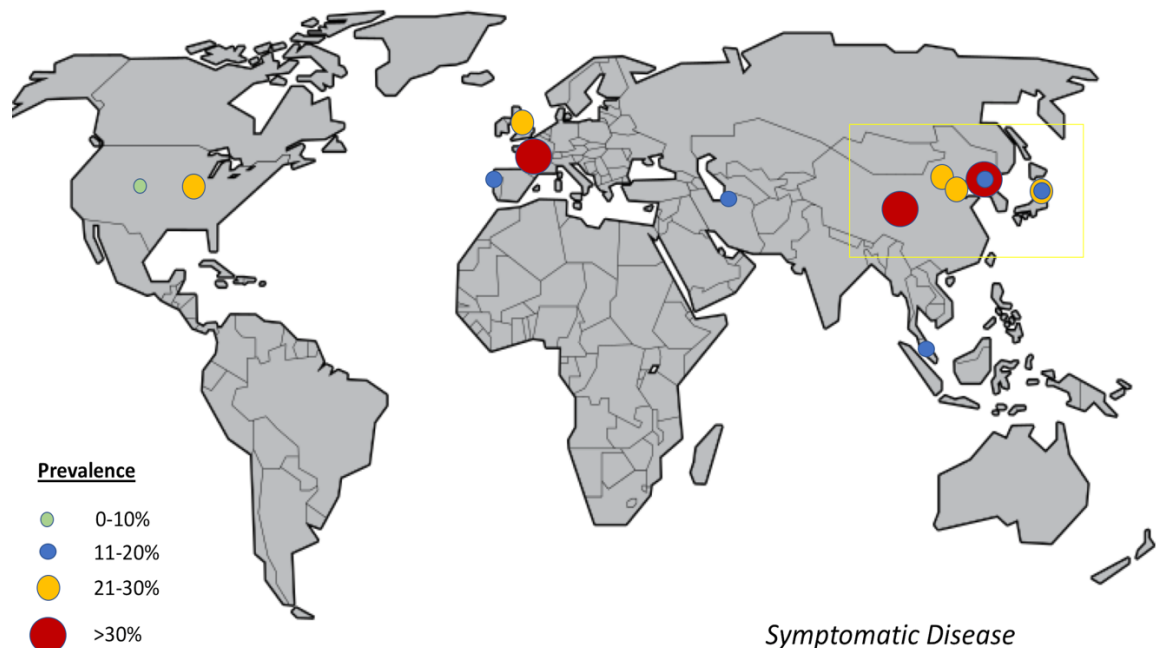 Prevalence
0-10%
11-20%
21-30%
>30%
Symptomatic Disease